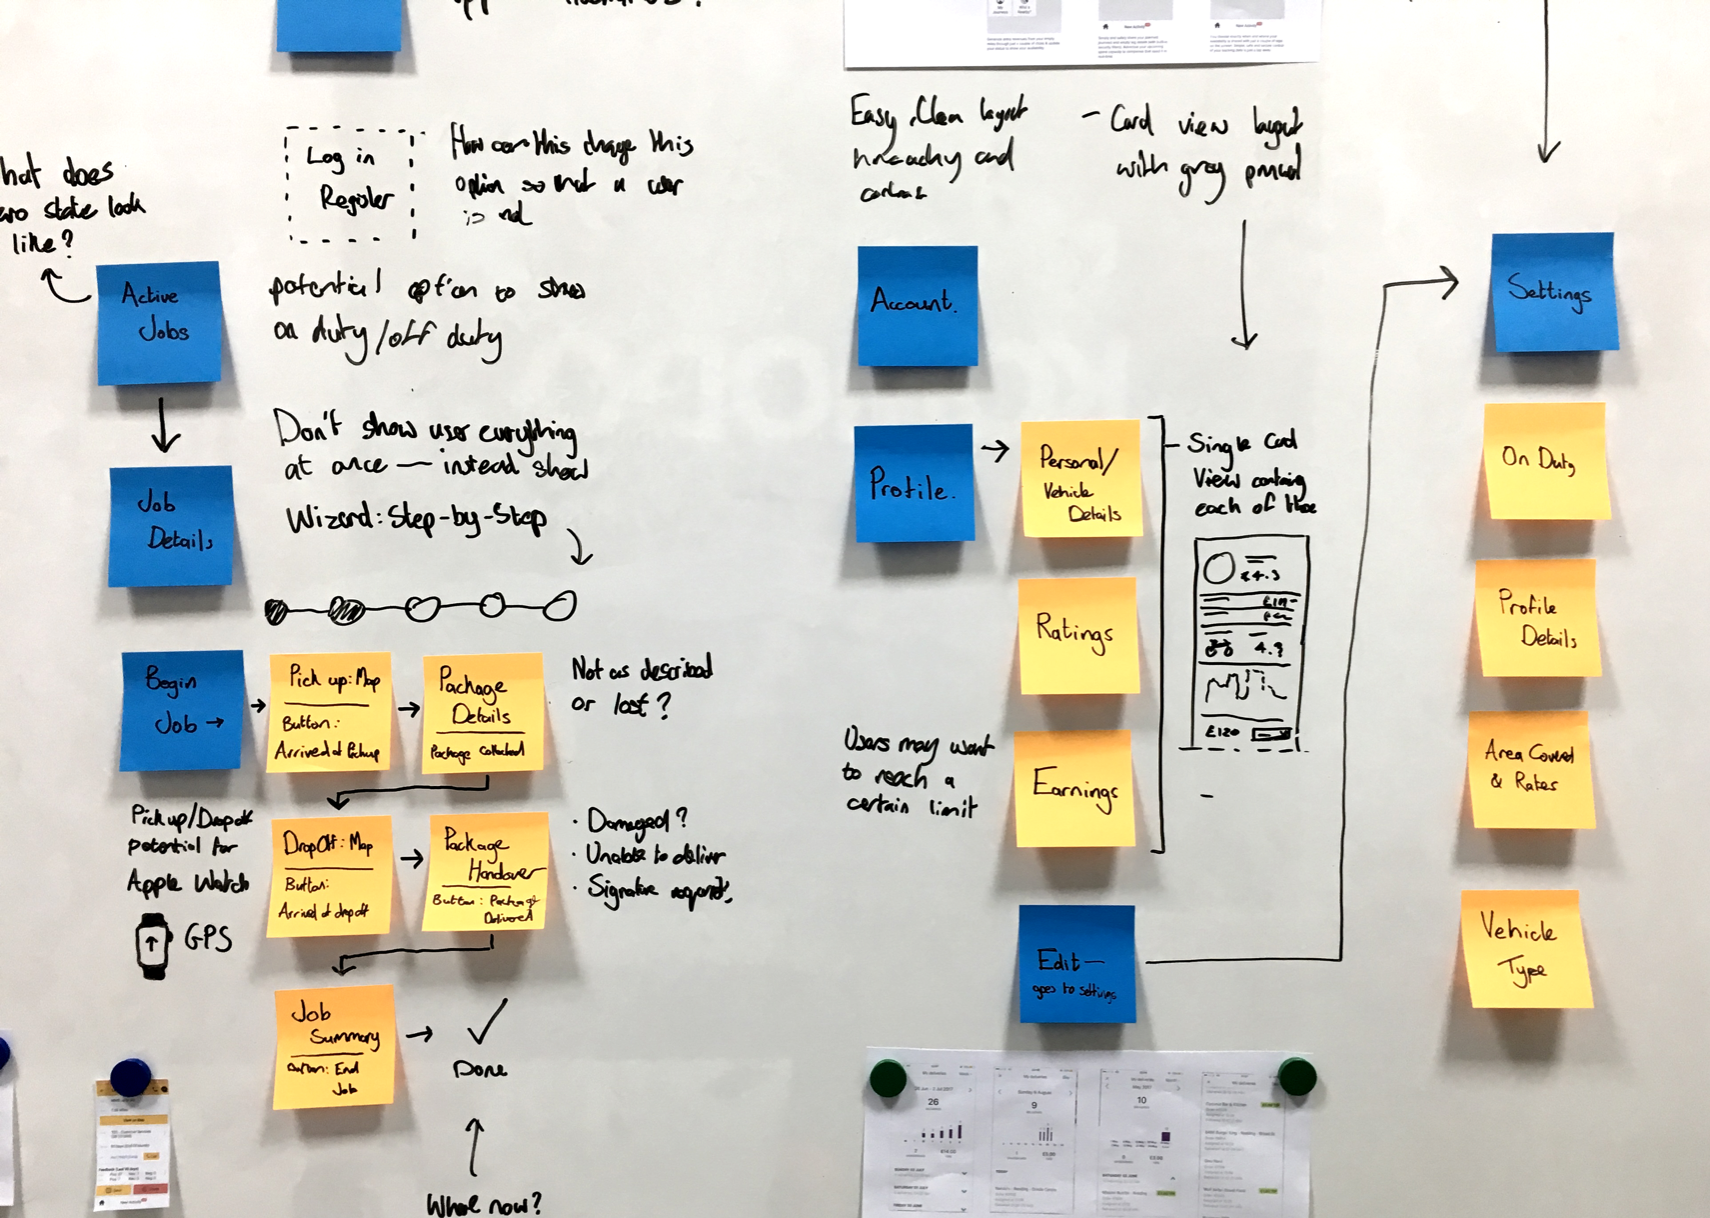 hat does
state look
like?
Log in
Register
How can this change this
option so that a user
is not
Active
Jobs
potential option to show
on duty/off duty
Don't show user everything
at once — instead show
Wizard: Step-by-Step
Job
Details
Begin
Job →
Pick up: Map
Button:
Arrived at Pickup
Package
Details
Package collected
Not as described
or lost?
Pick up/Dropoff
potential for
Apple Watch
GPS
DropOff: Map
Button:
Arrived at dropoff
Package
Handover
Button: Package
Delivered
· Damaged?
· Unable to deliver
· Signature required
Job
Summary
Button: End
Job
Done
Where now?
Easy, Clean layout
hierarchy and
contrast
- Card view layout
with grey
Account.
Profile.
Personal/
Vehicle
Details
Ratings
Earnings
Single Card
View containing
each of these
4.3
4.9
£120
Users may want
to reach a
certain limit
Edit —
goes to settings
Settings
On Duty
Profile
Details
Area Covered
& Rates
Vehicle
Type
26
9
10